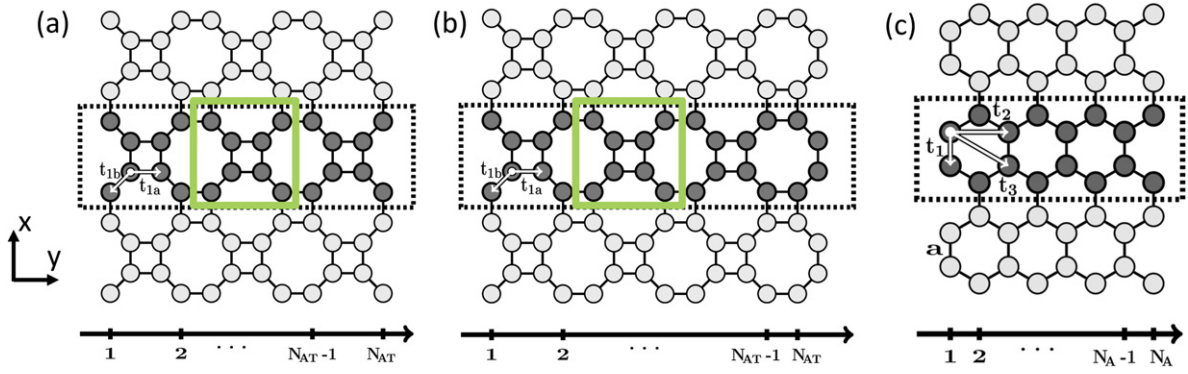 (a)
t1b
t1a
1 2 ... NAT -1 NAT
x
y
(b)
t1b
t1a
1 2 ... NAT -1 NAT
(c)
t2
t1
t3
a
1 2 ... NA -1 NA